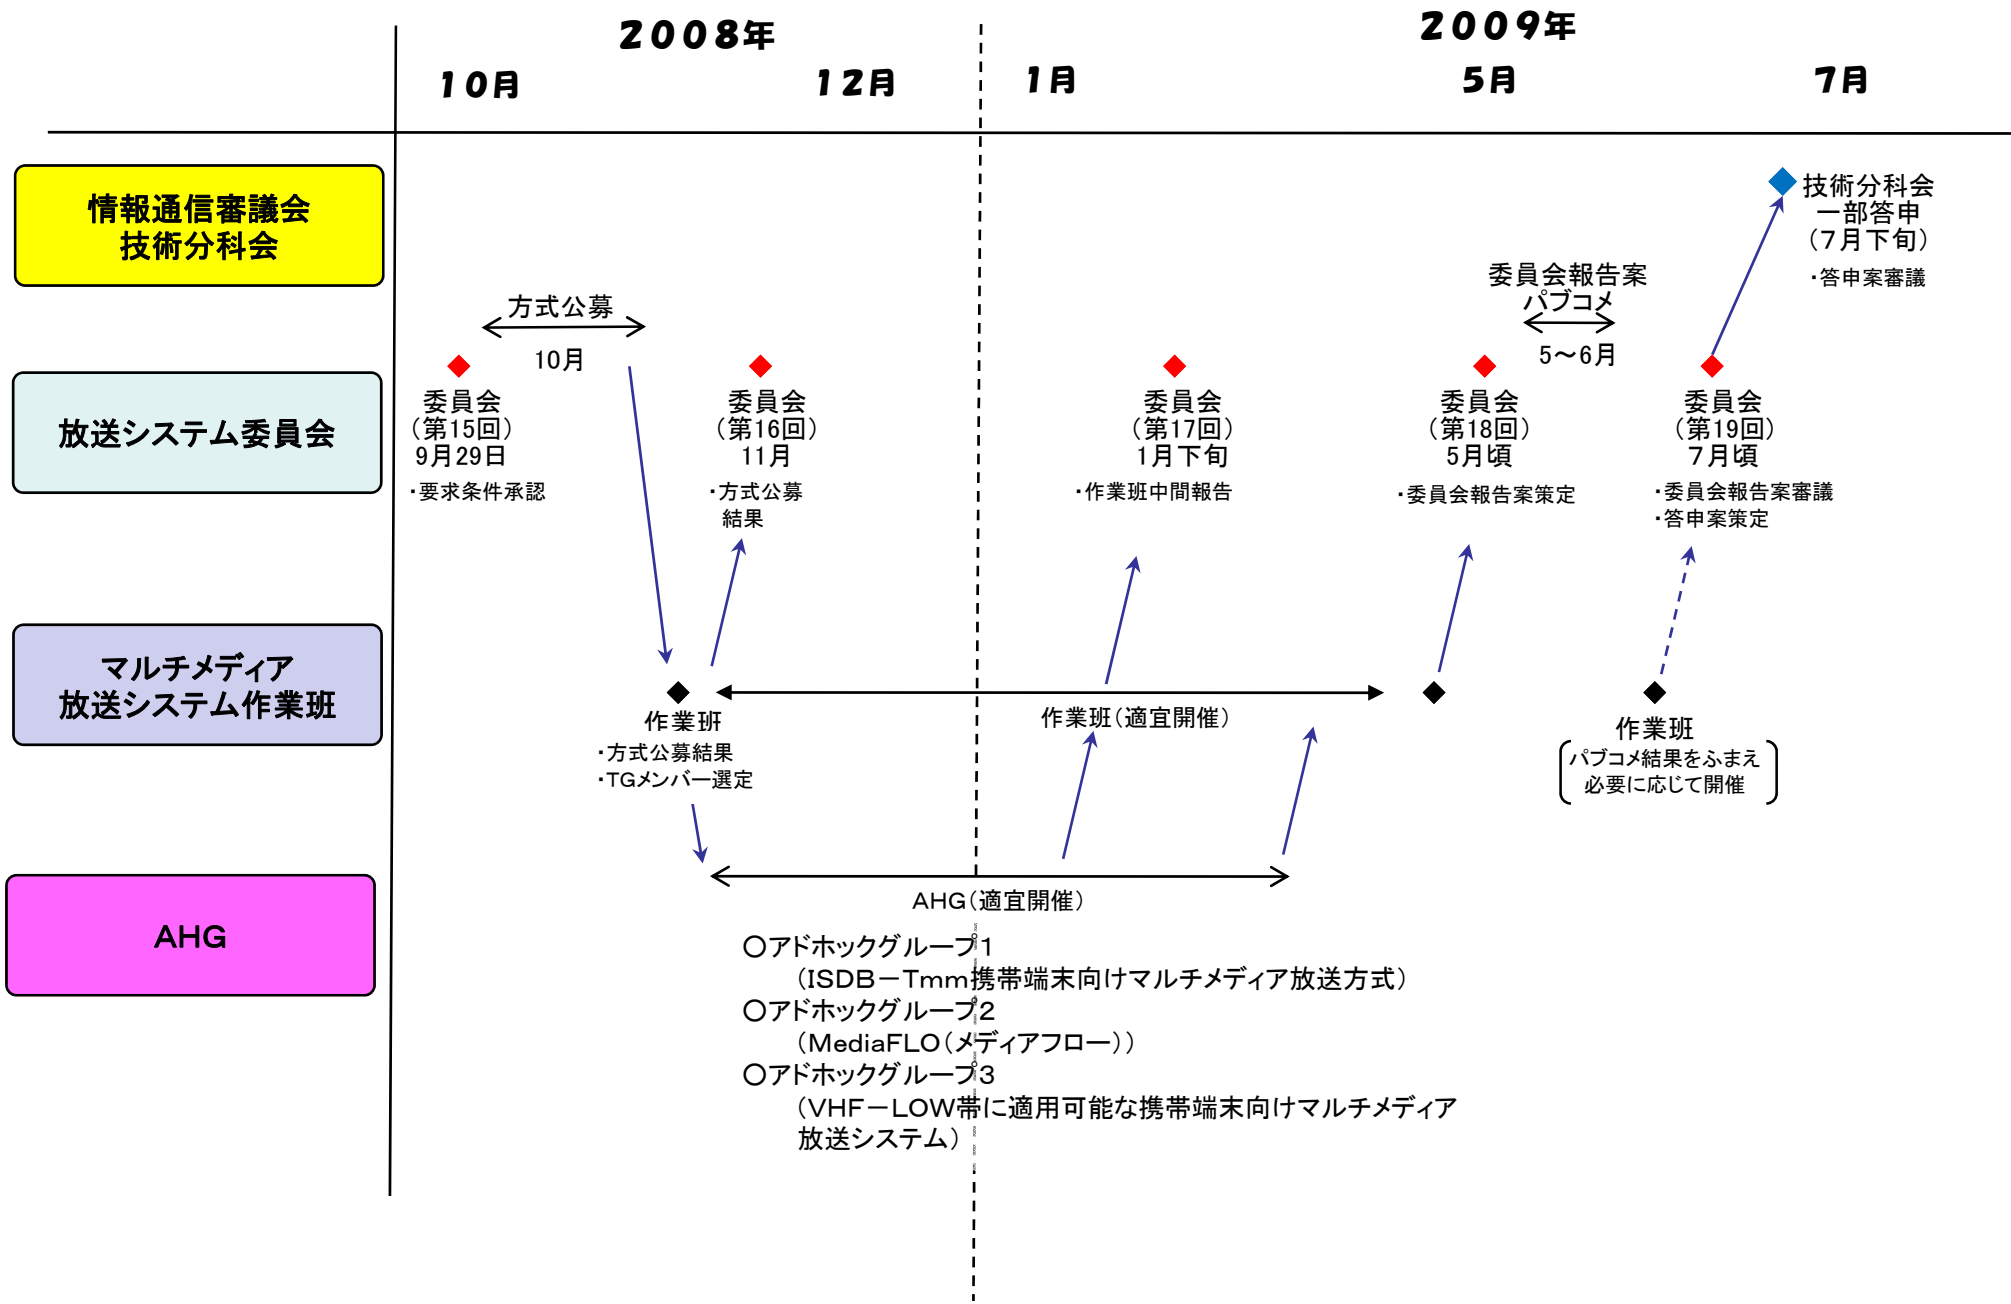 ２００８年
２００９年
１０月
１２月
１月
５月
７月
情報通信審議会
技術分科会
技術分科会
一部答申
（７月下旬）
・答申案審議
委員会報告案
パブコメ
5～6月
方式公募
10月
放送システム委員会
委員会
（第15回）
9月29日
・要求条件承認
委員会
（第16回）
11月
・方式公募
結果
委員会
（第17回）
1月下旬
・作業班中間報告
委員会
（第18回）
5月頃
・委員会報告案策定
委員会
（第19回）
７月頃
・委員会報告案審議
・答申案策定
マルチメディア
放送システム作業班
作業班
・方式公募結果
・TGメンバー選定
作業班（適宜開催）
作業班
パブコメ結果をふまえ
必要に応じて開催
AHG
AHG（適宜開催）
○アドホックグループ１
（ISDB－Tmm携帯端末向けマルチメディア放送方式）
○アドホックグループ２
（MediaFLO（メディアフロー））
○アドホックグループ３
（VHF－LOW帯に適用可能な携帯端末向けマルチメディア
放送システム）